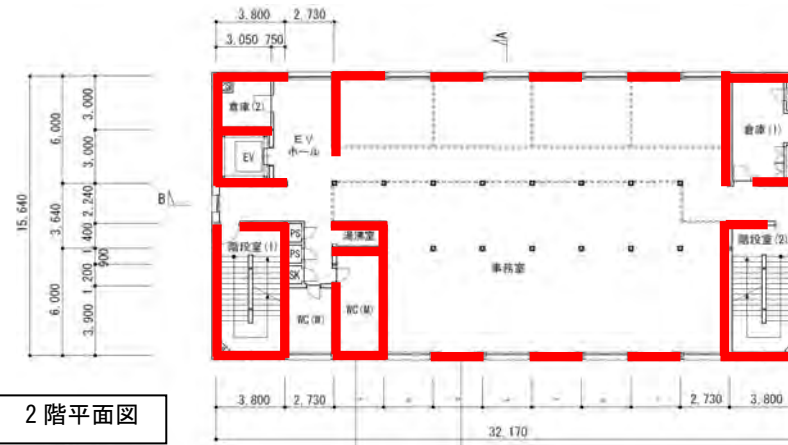 3.800 2.730
3.050 750
A
倉庫(2)
EV
ホール
EV
倉庫(1)
3.000
6.000
3.000
15.640
2.240
3.640
1.400
900
1.200
6.000
3.900
B
階段室(1)
PS
PS
SK
湯沸室
WC(W)
WC(M)
事務室
階段室(2)
3.800 2.730
2.730 3.800
32.170
2階平面図